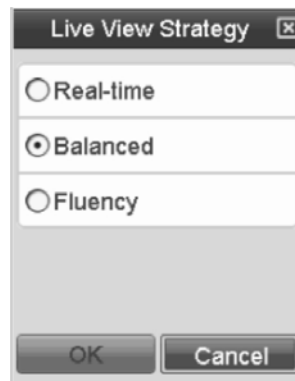 Live View Strategy
Real-time
Balanced
Fluency
OK
Cancel